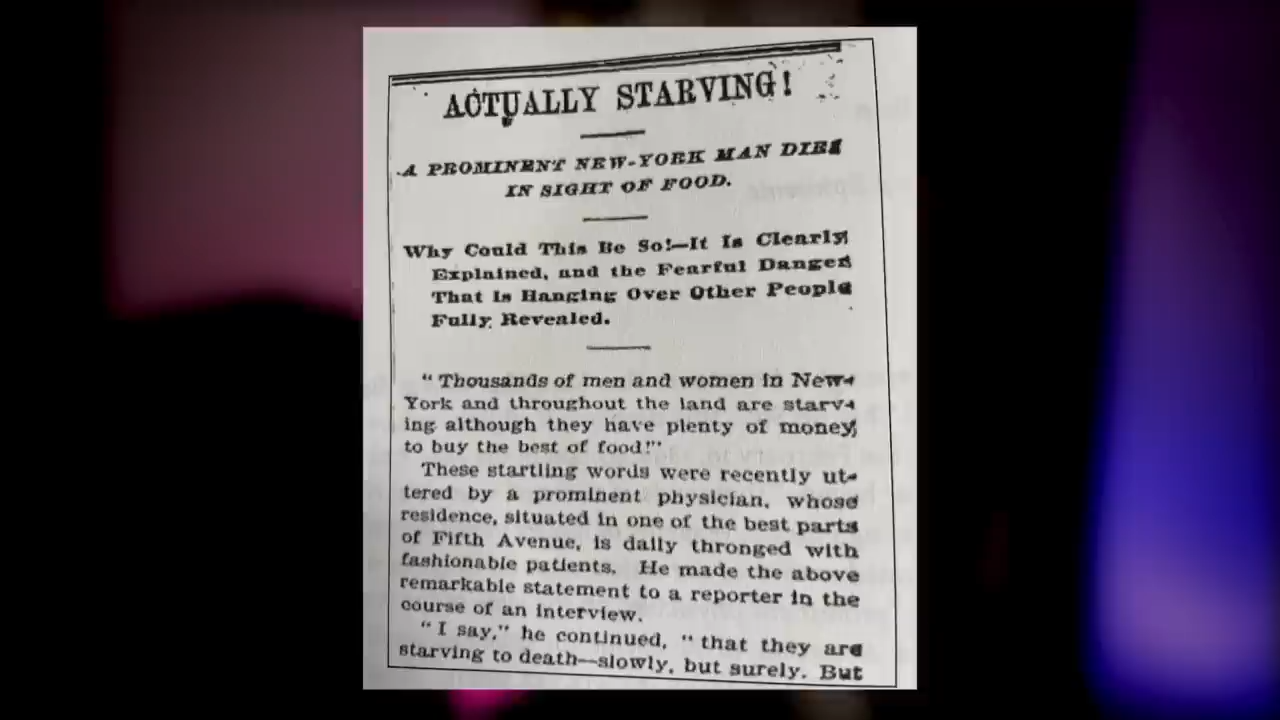 ACTUALLY STARVING!
A PROMINENT NEW-YORK MAN DIES
IN SIGHT OF FOOD.
Why Could This Be So!—It Is Clearly
Explained, and the Fearful Danger
That Is Hanging Over Other People
Fully Revealed.
"Thousands of men and women in New-
York and throughout the land are starv-
ing although they have plenty of money
to buy the best of food!"
These startling words were recently ut-
tered by a prominent physician, whose
residence, situated in one of the best parts
of Fifth Avenue, is daily thronged with
fashionable patients. He made the above
remarkable statement to a reporter in the
course of an interview.
"I say," he continued, "that they are
starving to death—slowly, but surely. But